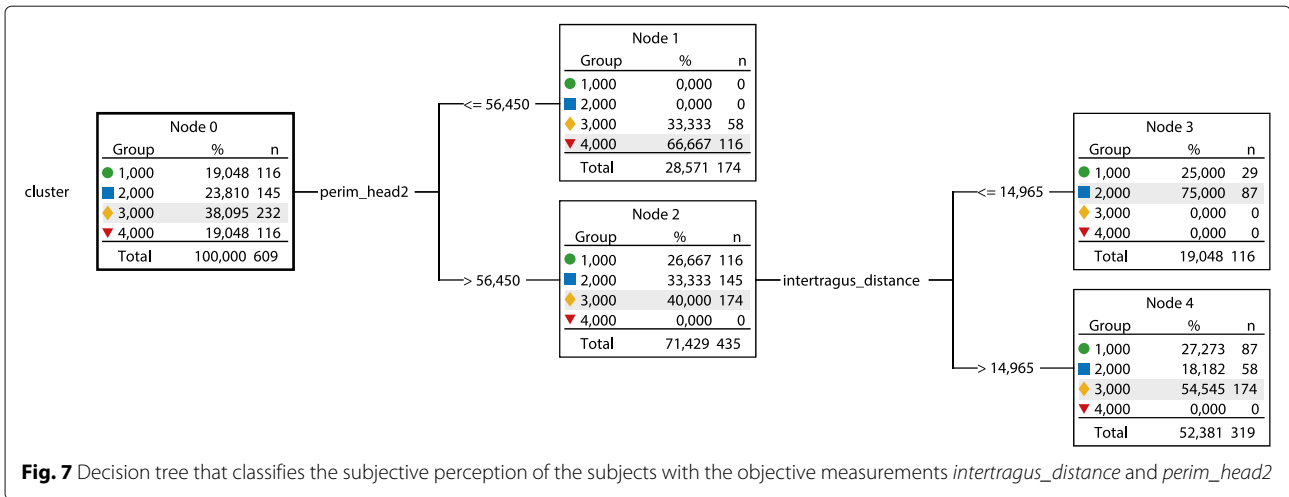 cluster
Node 0
Group % n
1,000 19,048 116
2,000 23,810 145
3,000 38,095 232
4,000 19,048 116
Total 100,000 609
perim_head2
<= 56,450
> 56,450
Node 1
Group % n
1,000 0,000 0
2,000 0,000 0
3,000 33,333 58
4,000 66,667 116
Total 28,571 174
Node 2
Group % n
1,000 26,667 116
2,000 33,333 145
3,000 40,000 174
4,000 0,000 0
Total 71,429 435
intertragus_distance
<= 14,965
> 14,965
Node 3
Group % n
1,000 25,000 29
2,000 75,000 87
3,000 0,000 0
4,000 0,000 0
Total 19,048 116
Node 4
Group % n
1,000 27,273 87
2,000 18,182 58
3,000 54,545 174
4,000 0,000 0
Total 52,381 319
Fig. 7 Decision tree that classifies the subjective perception of the subjects with the objective measurements intertragus_distance and perim_head2